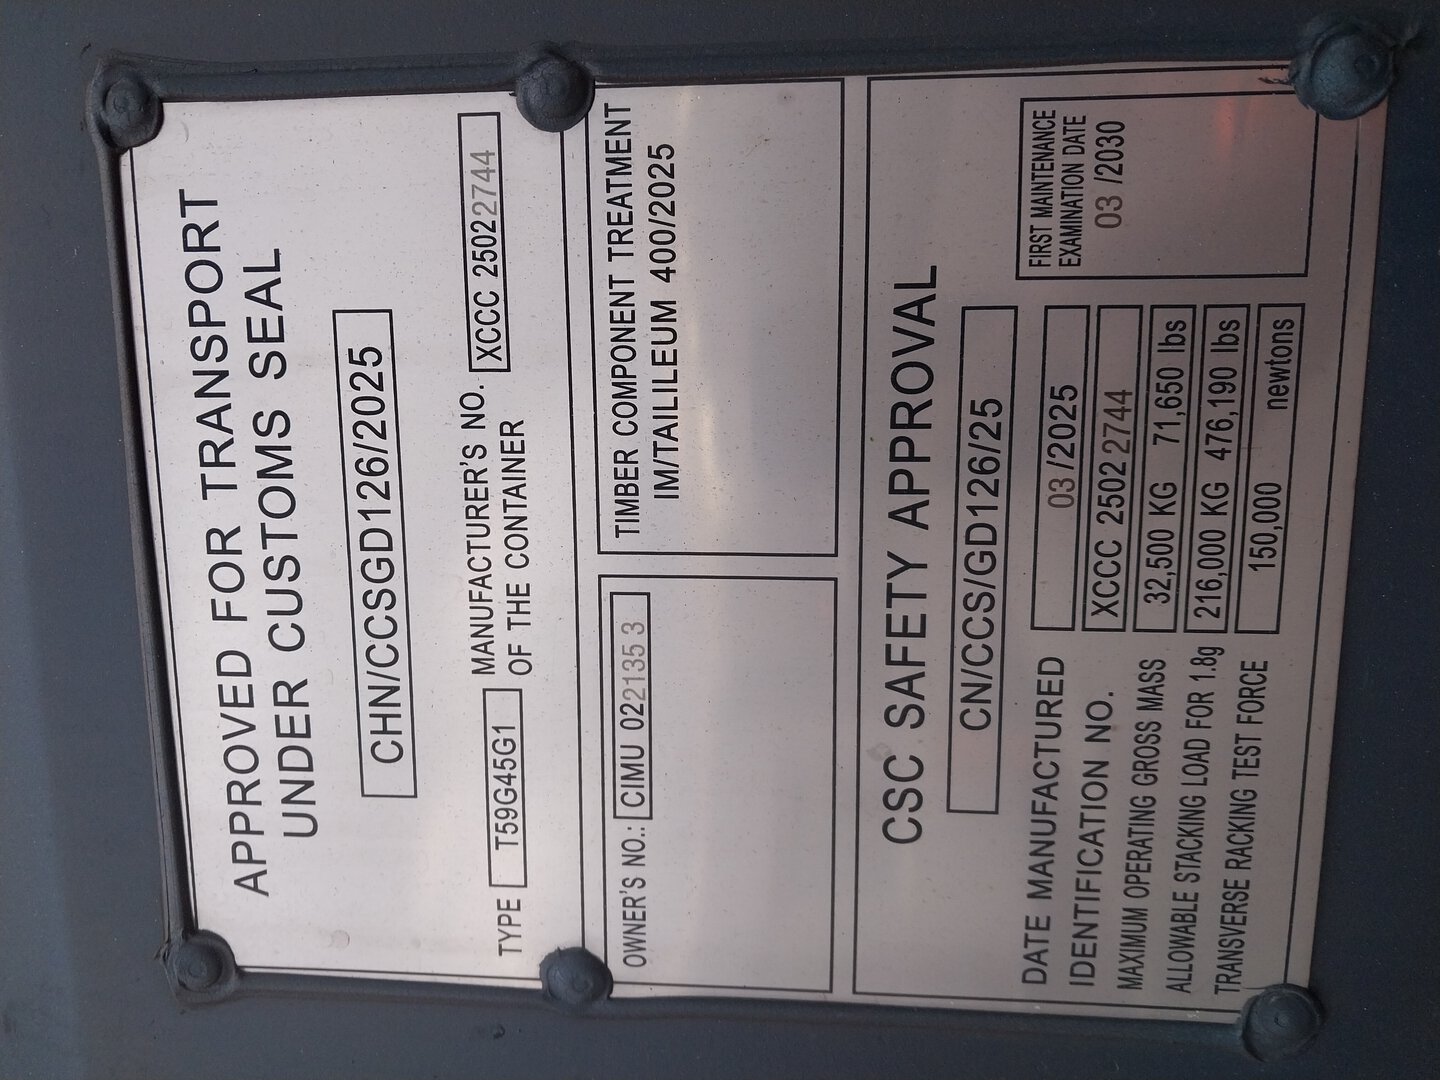 APPROVED FOR TRANSPORT
UNDER CUSTOMS SEAL
CHN/CCSGD126/2025
TYPE T59G45G1 MANUFACTURER'S NO. XCCC 25022744
OF THE CONTAINER
OWNER'S NO.: CIMU 022135 3
TIMBER COMPONENT TREATMENT
IM/TAILILEUM 400/2025
CSC SAFETY APPROVAL
CN/CCS/GD126/25
DATE MANUFACTURED 03 /2025
IDENTIFICATION NO. XCCC 2502 2744
MAXIMUM OPERATING GROSS MASS 32,500 KG 71,650 lbs
ALLOWABLE STACKING LOAD FOR 1.8g 216,000 KG 476,190 lbs
TRANSVERSE RACKING TEST FORCE 150,000 newtons
FIRST MAINTENANCE
EXAMINATION DATE
03 /2030